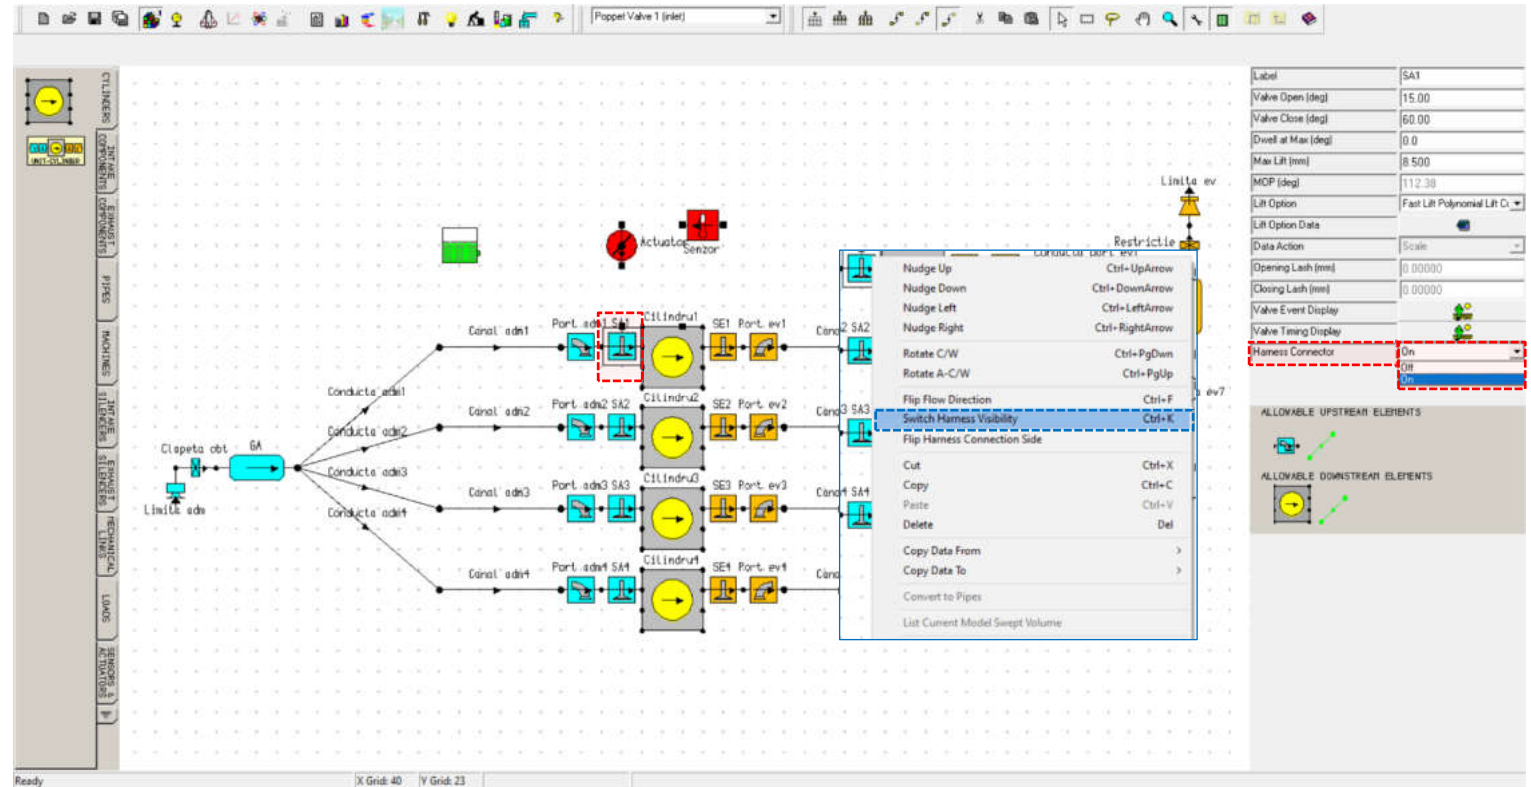 Poppet Valve 1 (inlet)
CYLINDERS
UNIT-CYLINDER
INTAKE COMPONENTS
EXHAUST COMPONENTS
PIPES
MACHINES
INTAKE SILENCERS
EXHAUST SILENCERS
MECHANICAL LINKS
LOADS
SENSORS & ACTUATORS
Limita ev
Actuator
Senzor
Restrictie
Conducta port ev1
Canal adm1
Port adm1 SA1
Cilindru1
SE1 Port ev1
Conducta adm1
Canal adm2
Port adm2 SA2
Cilindru2
SE2 Port ev2
Conducta adm2
Clapeta obt
GA
Conducta adm3
Canal adm3
Port adm3 SA3
Cilindru3
SE3 Port ev3
Limita adm
Conducta adm4
Canal adm4
Port adm4 SA4
Cilindru4
SE4 Port ev4
2 SA2
3 SA3
4 SA4
ev7
Nudge Up Ctrl+UpArrow
Nudge Down Ctrl+DownArrow
Nudge Left Ctrl+LeftArrow
Nudge Right Ctrl+RightArrow
Rotate C/W Ctrl+PgDwn
Rotate A-C/W Ctrl+PgUp
Flip Flow Direction Ctrl+F
Switch Harness Visibility Ctrl+K
Flip Harness Connection Side
Cut Ctrl+X
Copy Ctrl+C
Paste Ctrl+V
Delete Del
Copy Data From
Copy Data To
Convert to Pipes
List Current Model Swept Volume
Label SA1
Valve Open (deg) 15.00
Valve Close (deg) 60.00
Dwell at Max (deg) 0.0
Max Lift (mm) 8.500
MOP (deg) 112.38
Lift Option Fast Lift Polynomial Lift Cu
Lift Option Data
Data Action Scale
Opening Lash (mm) 0.00000
Closing Lash (mm) 0.00000
Valve Event Display
Valve Timing Display
Harness Connector On
Off
On
ALLOWABLE UPSTREAM ELEMENTS
ALLOWABLE DOWNSTREAM ELEMENTS
Ready
X Grid: 40
Y Grid: 23